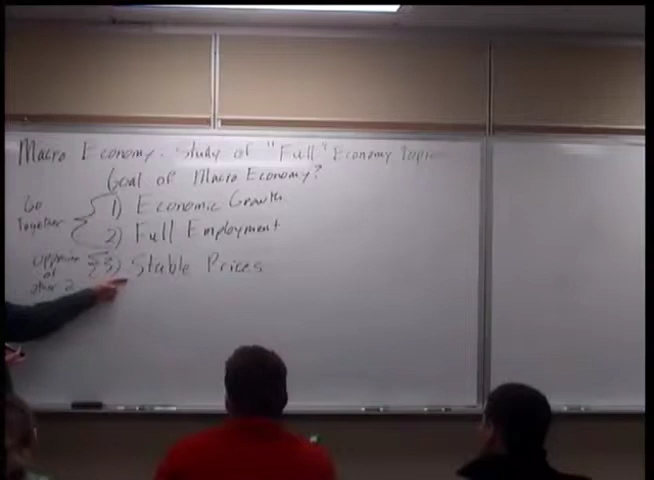 Macro Economy: Study of "Full" Economy Topic
Goal of Macro Economy?
Go Together
1) Economic Growth
2) Full Employment
opposite of other 2
3) Stable Prices